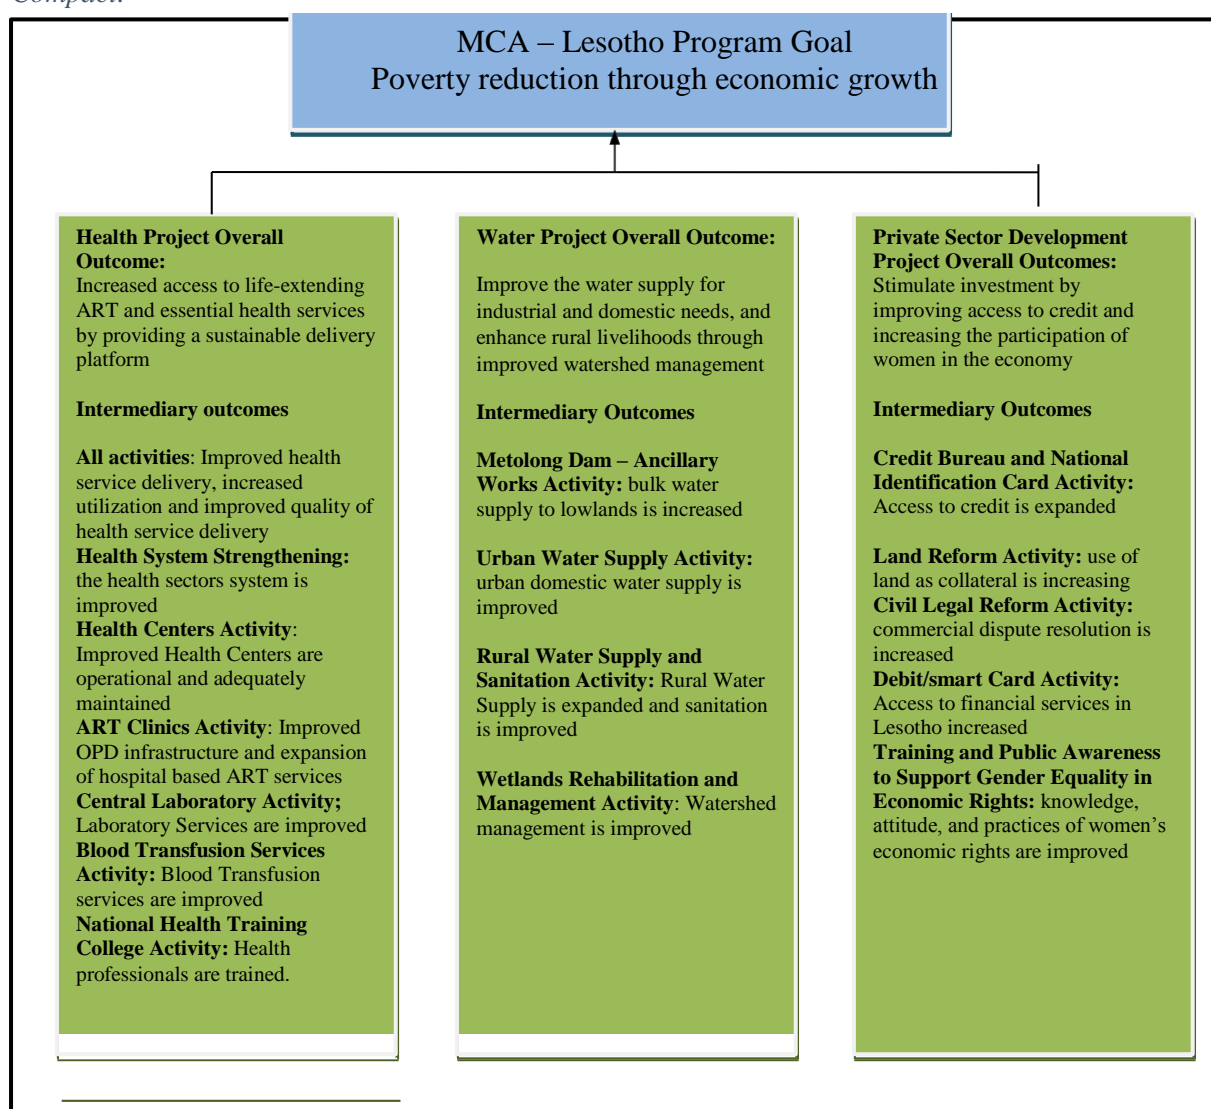 Compact.
MCA – Lesotho Program Goal
Poverty reduction through economic growth
Health Project Overall
Outcome:
Increased access to life-extending
ART and essential health services
by providing a sustainable delivery
platform
Intermediary outcomes
All activities: Improved health
service delivery, increased
utilization and improved quality of
health service delivery
Health System Strengthening:
the health sectors system is
improved
Health Centers Activity:
Improved Health Centers are
operational and adequately
maintained
ART Clinics Activity: Improved
OPD infrastructure and expansion
of hospital based ART services
Central Laboratory Activity;
Laboratory Services are improved
Blood Transfusion Services
Activity: Blood Transfusion
services are improved
National Health Training
College Activity: Health
professionals are trained.
Water Project Overall Outcome:
Improve the water supply for
industrial and domestic needs, and
enhance rural livelihoods through
improved watershed management
Intermediary Outcomes
Metolong Dam – Ancillary
Works Activity: bulk water
supply to lowlands is increased
Urban Water Supply Activity:
urban domestic water supply is
improved
Rural Water Supply and
Sanitation Activity: Rural Water
Supply is expanded and sanitation
is improved
Wetlands Rehabilitation and
Management Activity: Watershed
management is improved
Private Sector Development
Project Overall Outcomes:
Stimulate investment by
improving access to credit and
increasing the participation of
women in the economy
Intermediary Outcomes
Credit Bureau and National
Identification Card Activity:
Access to credit is expanded
Land Reform Activity: use of
land as collateral is increasing
Civil Legal Reform Activity:
commercial dispute resolution is
increased
Debit/smart Card Activity:
Access to financial services in
Lesotho increased
Training and Public Awareness
to Support Gender Equality in
Economic Rights: knowledge,
attitude, and practices of women’s
economic rights are improved